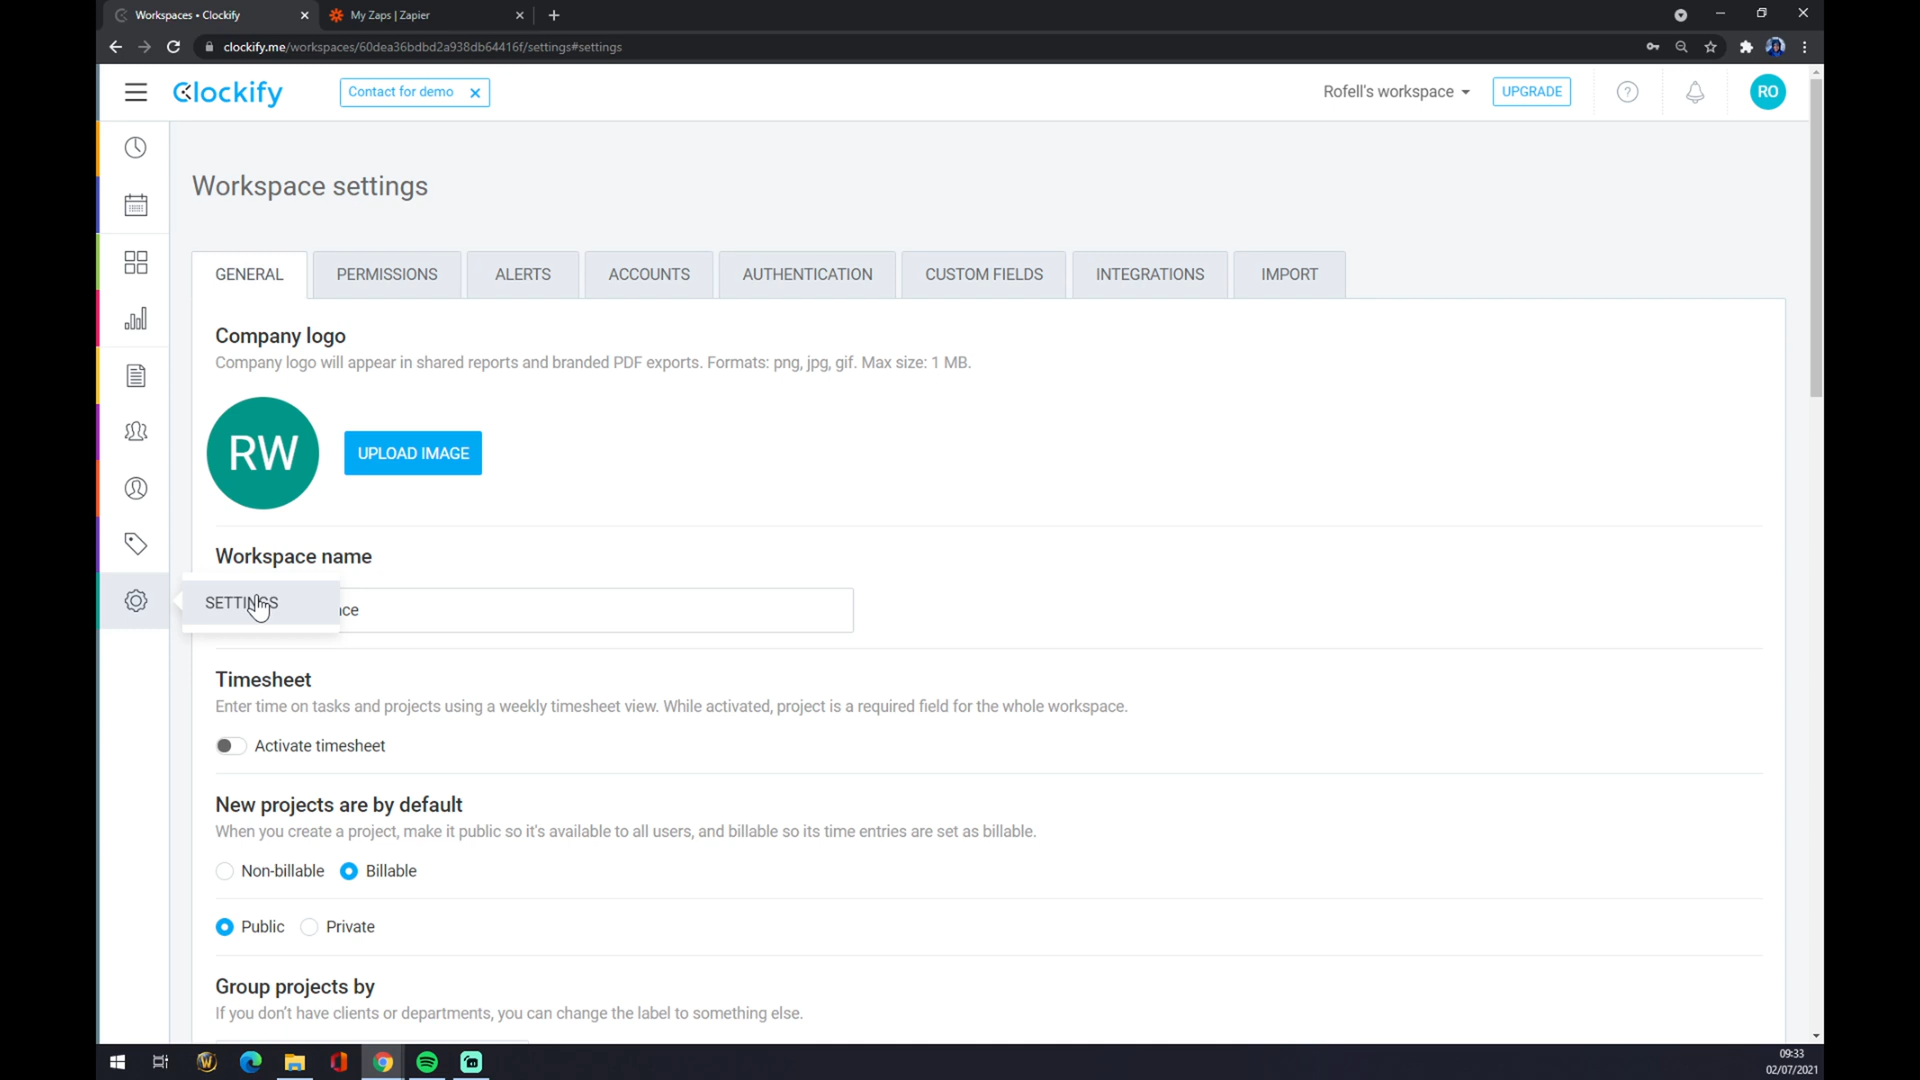 Workspaces • Clockify
My Zaps | Zapier
clockify.me/workspaces/60dea36bdbd2a938db64416f/settings#settings
Clockify
Contact for demo
Rofell's workspace
UPGRADE
RO
Workspace settings
GENERAL
PERMISSIONS
ALERTS
ACCOUNTS
AUTHENTICATION
CUSTOM FIELDS
INTEGRATIONS
IMPORT
Company logo
Company logo will appear in shared reports and branded PDF exports. Formats: png, jpg, gif. Max size: 1 MB.
RW
UPLOAD IMAGE
Workspace name
SETTINGS
ce
Timesheet
Enter time on tasks and projects using a weekly timesheet view. While activated, project is a required field for the whole workspace.
Activate timesheet
New projects are by default
When you create a project, make it public so it's available to all users, and billable so its time entries are set as billable.
Non-billable
Billable
Public
Private
Group projects by
If you don't have clients or departments, you can change the label to something else.
09:33
02/07/2021